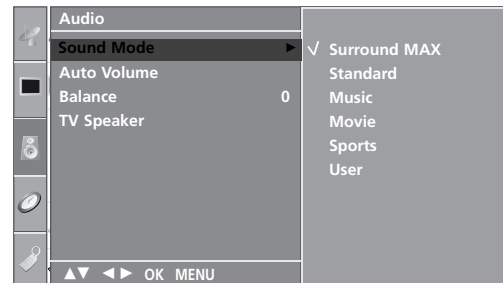 Audio
Sound Mode ►
Auto Volume
Balance 0
TV Speaker
▲▼ ◄► OK MENU
√ Surround MAX
Standard
Music
Movie
Sports
User